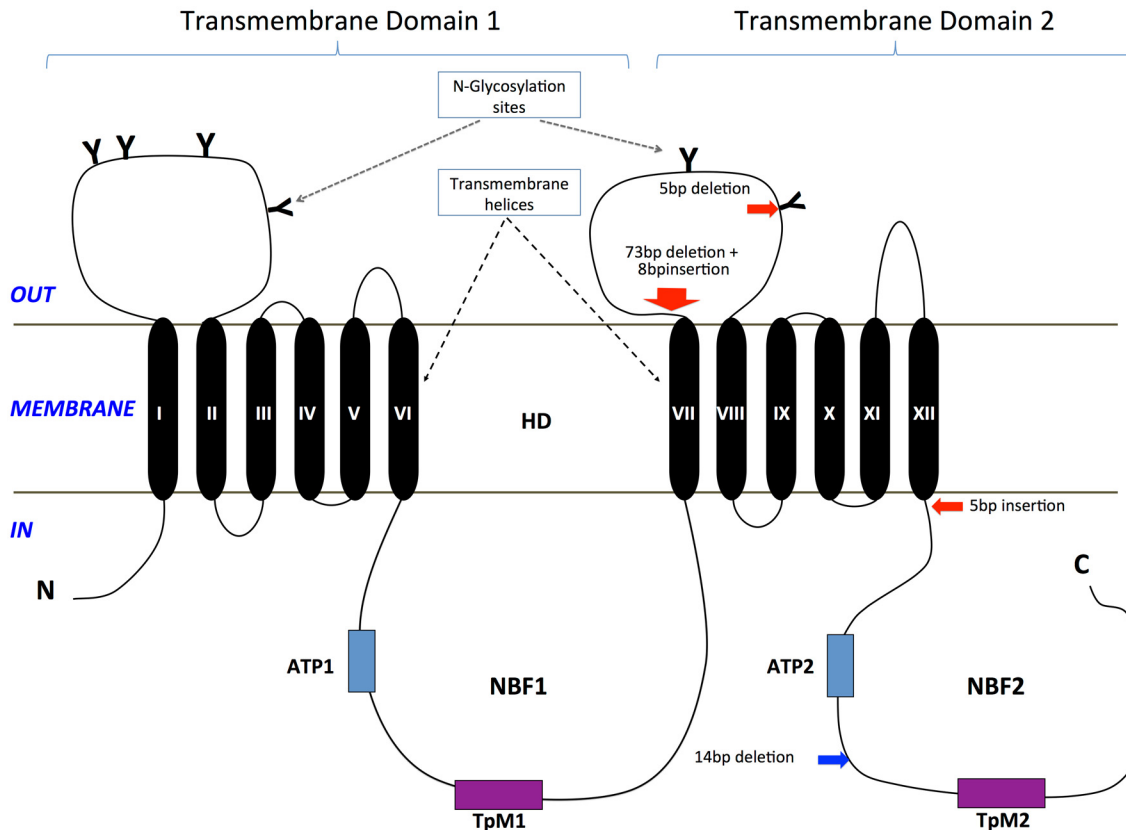 Transmembrane Domain 1
Transmembrane Domain 2
N-Glycosylation
sites
Y Y Y
Y
Y
5bp deletion
Y
Transmembrane
helices
73bp deletion +
8bpinsertion
OUT
MEMBRANE
I II III IV V VI
HD
VII VIII IX X XI XII
IN
5bp insertion
N
C
ATP1
NBF1
ATP2
NBF2
14bp deletion
TpM1
TpM2